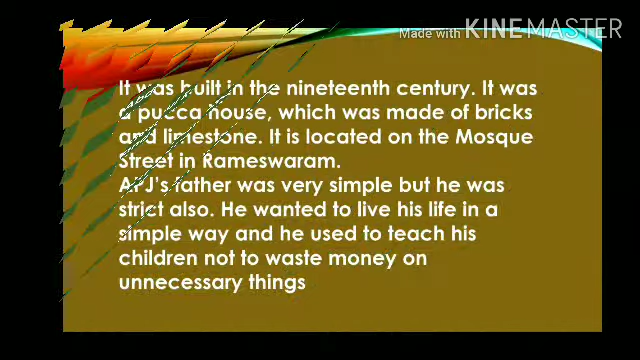 Made with KINEMASTER
It was built in the nineteenth century. It was
a pucca house, which was made of bricks
and limestone. It is located on the Mosque
Street in Rameswaram.
APJ's father was very simple but he was
strict also. He wanted to live his life in a
simple way and he used to teach his
children not to waste money on
unnecessary things